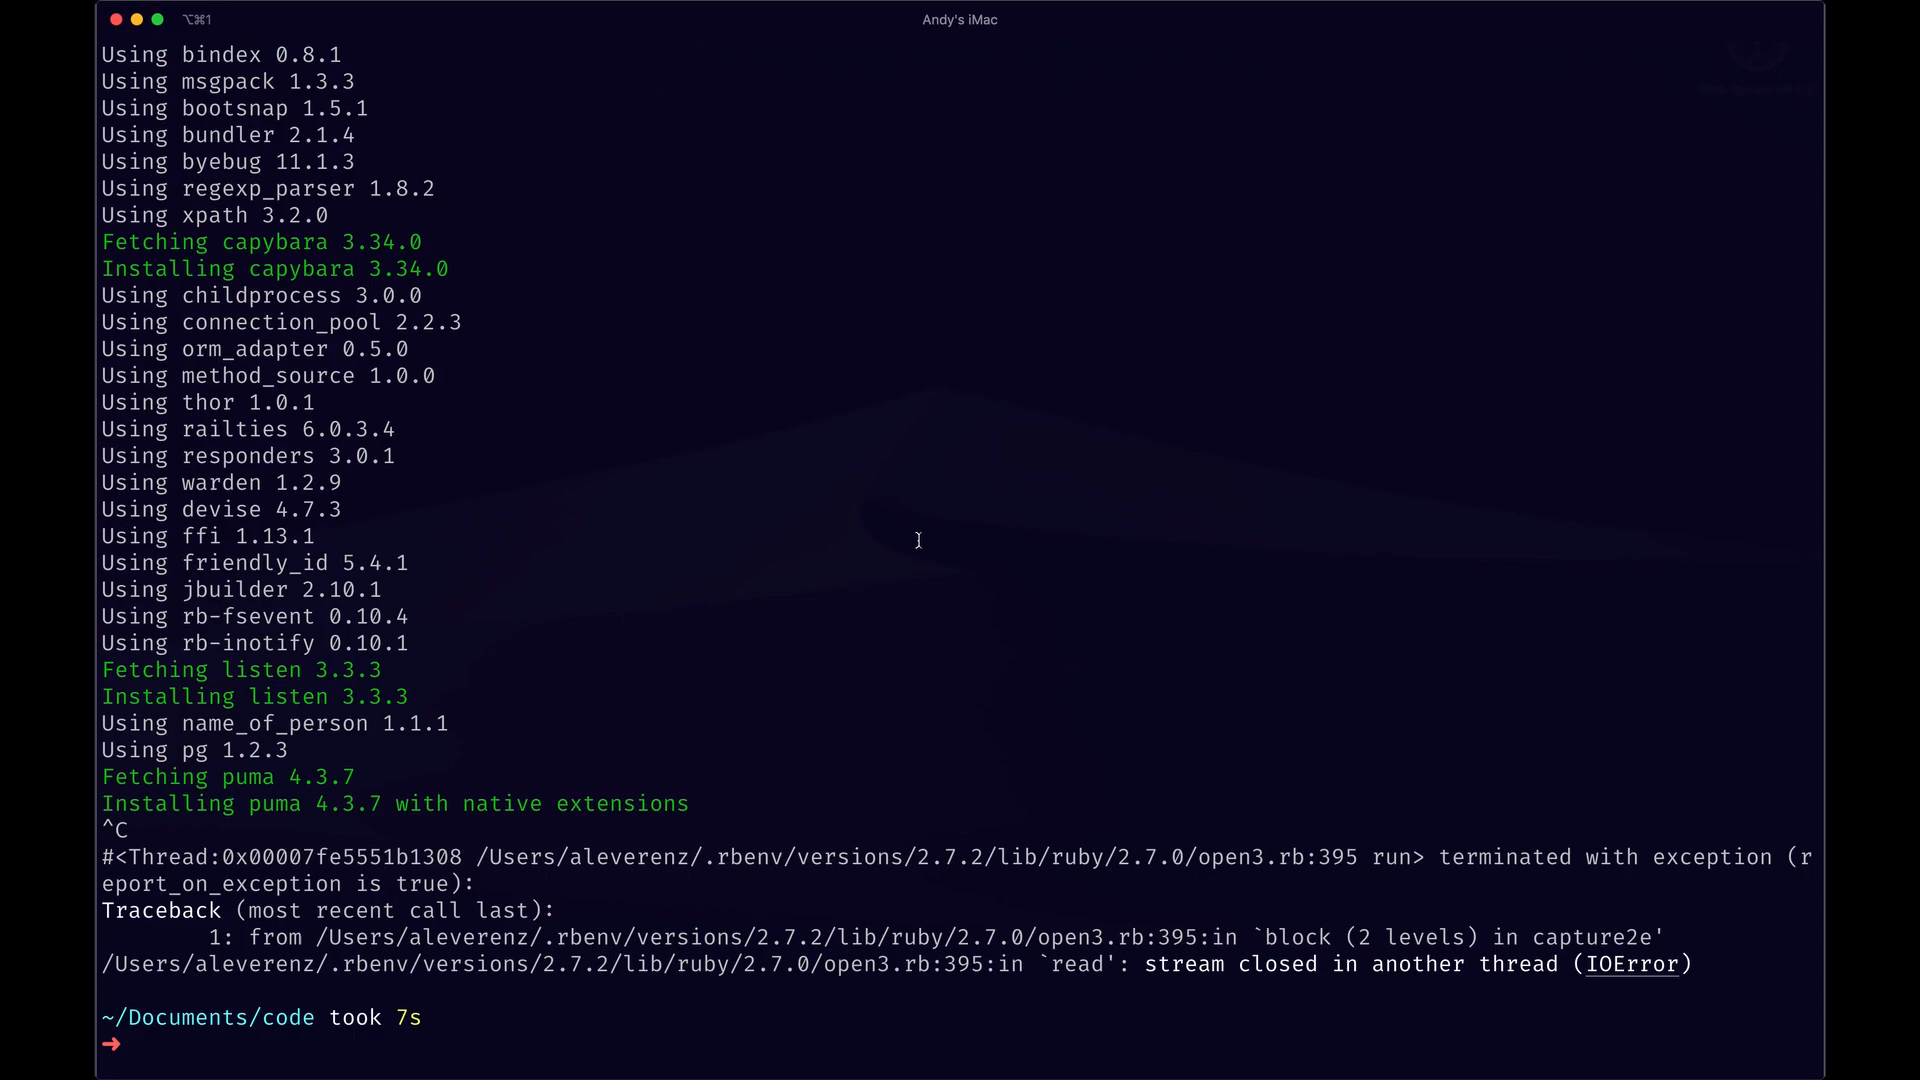 ⌥⌘1
Andy's iMac
Using bindex 0.8.1
Using msgpack 1.3.3
Using bootsnap 1.5.1
Using bundler 2.1.4
Using byebug 11.1.3
Using regexp_parser 1.8.2
Using xpath 3.2.0
Fetching capybara 3.34.0
Installing capybara 3.34.0
Using childprocess 3.0.0
Using connection_pool 2.2.3
Using orm_adapter 0.5.0
Using method_source 1.0.0
Using thor 1.0.1
Using railties 6.0.3.4
Using responders 3.0.1
Using warden 1.2.9
Using devise 4.7.3
Using ffi 1.13.1
Using friendly_id 5.4.1
Using jbuilder 2.10.1
Using rb-fsevent 0.10.4
Using rb-inotify 0.10.1
Fetching listen 3.3.3
Installing listen 3.3.3
Using name_of_person 1.1.1
Using pg 1.2.3
Fetching puma 4.3.7
Installing puma 4.3.7 with native extensions
^C
#<Thread:0x00007fe5551b1308 /Users/aleverenz/.rbenv/versions/2.7.2/lib/ruby/2.7.0/open3.rb:395 run> terminated with exception (r
eport_on_exception is true):
Traceback (most recent call last):
        1: from /Users/aleverenz/.rbenv/versions/2.7.2/lib/ruby/2.7.0/open3.rb:395:in `block (2 levels) in capture2e'
/Users/aleverenz/.rbenv/versions/2.7.2/lib/ruby/2.7.0/open3.rb:395:in `read': stream closed in another thread (IOError)
~/Documents/code took 7s
➜